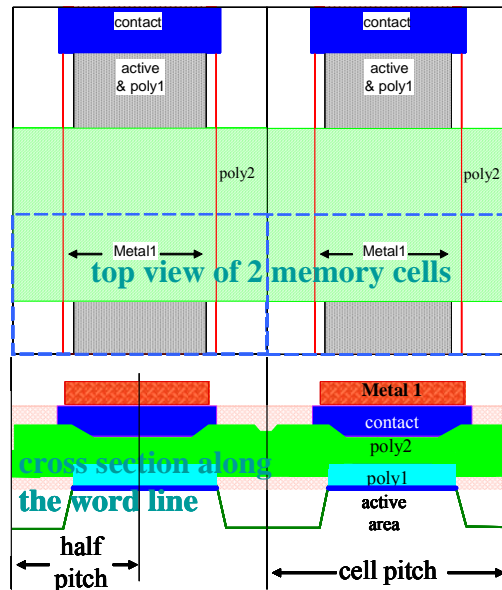 contact
contact
active
& poly1
active
& poly1
poly2
poly2
Metal1
Metal1
top view of 2 memory cells
Metal 1
contact
poly2
cross section along
the word line
poly1
active
area
half
pitch
cell pitch